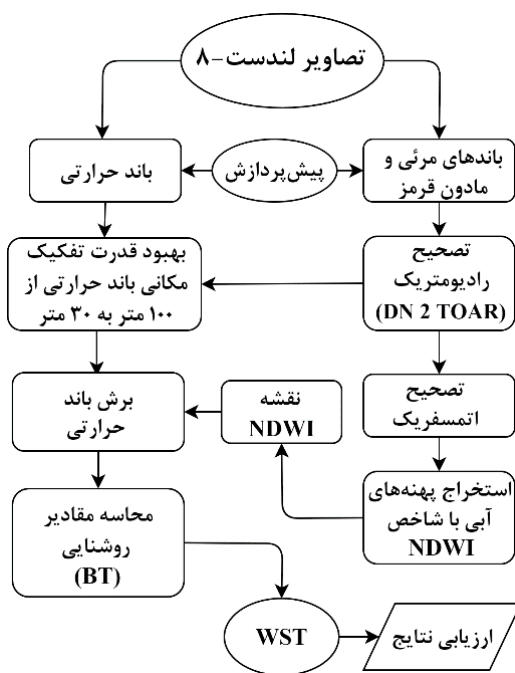 تصاویر لندست-۸
باندهای مرئی و
مادون قرمز
پیش‌پردازش
باند حرارتی
تصحیح
رادیومتریک
(DN 2 TOAR)
بهبود قدرت تفکیک
مکانی باند حرارتی از
۱۰۰ متر به ۳۰ متر
تصحیح
اتمسفریک
نقشه
NDWI
برش باند
حرارتی
استخراج پهنه‌های
آبی با شاخص
NDWI
محاسه مقادیر
روشنایی
(BT)
WST
ارزیابی نتایج